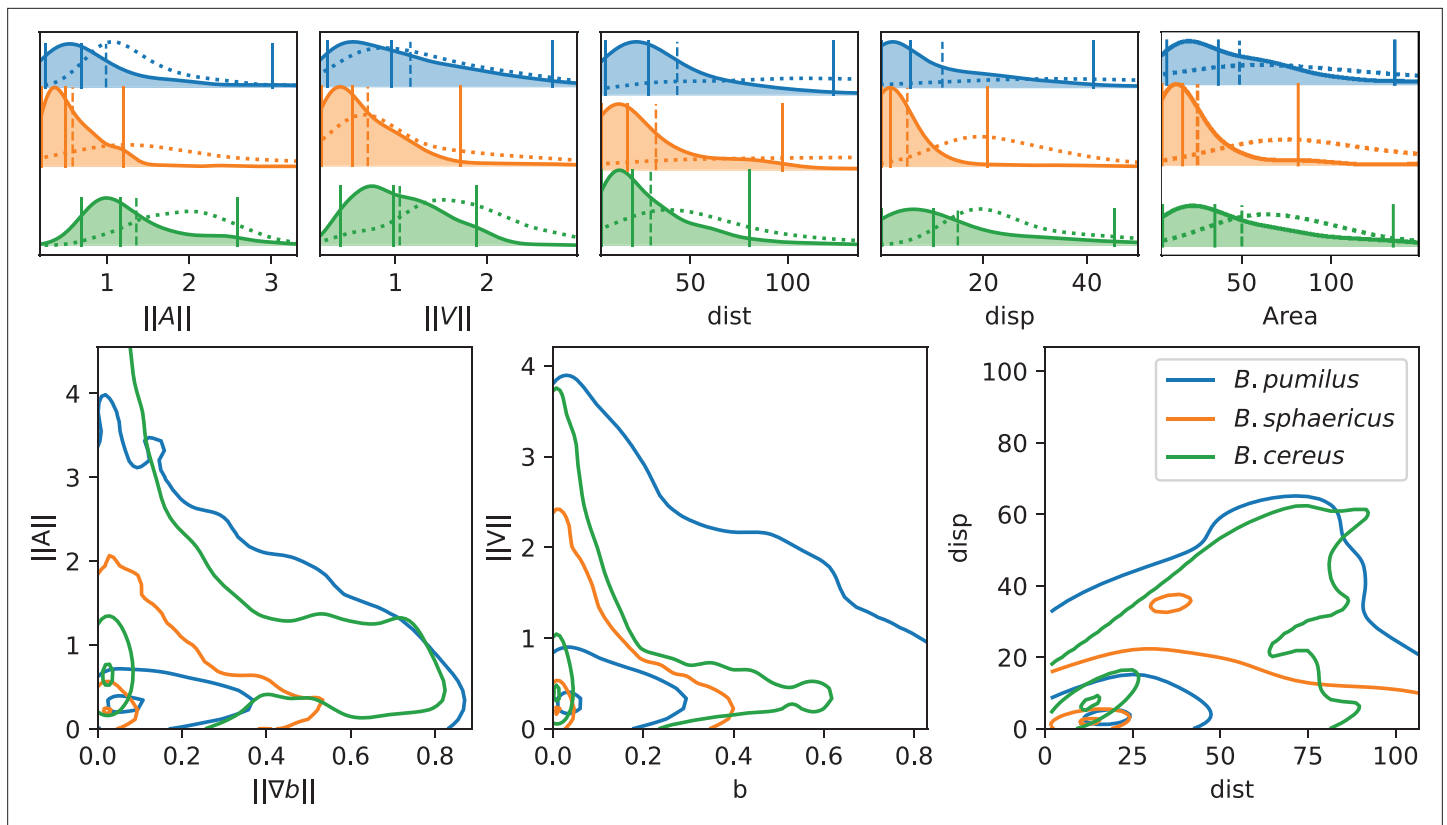 1 2 3
1 2
50 100
20 40
50 100
||A||
||V||
dist
disp
Area
4
3
2
1
0
||A||
0.0 0.2 0.4 0.6 0.8
||∇b||
4
3
2
1
0
||V||
0.0 0.2 0.4 0.6 0.8
b
100
80
60
40
20
0
disp
0 25 50 75 100
dist
B. pumilus
B. sphaericus
B. cereus